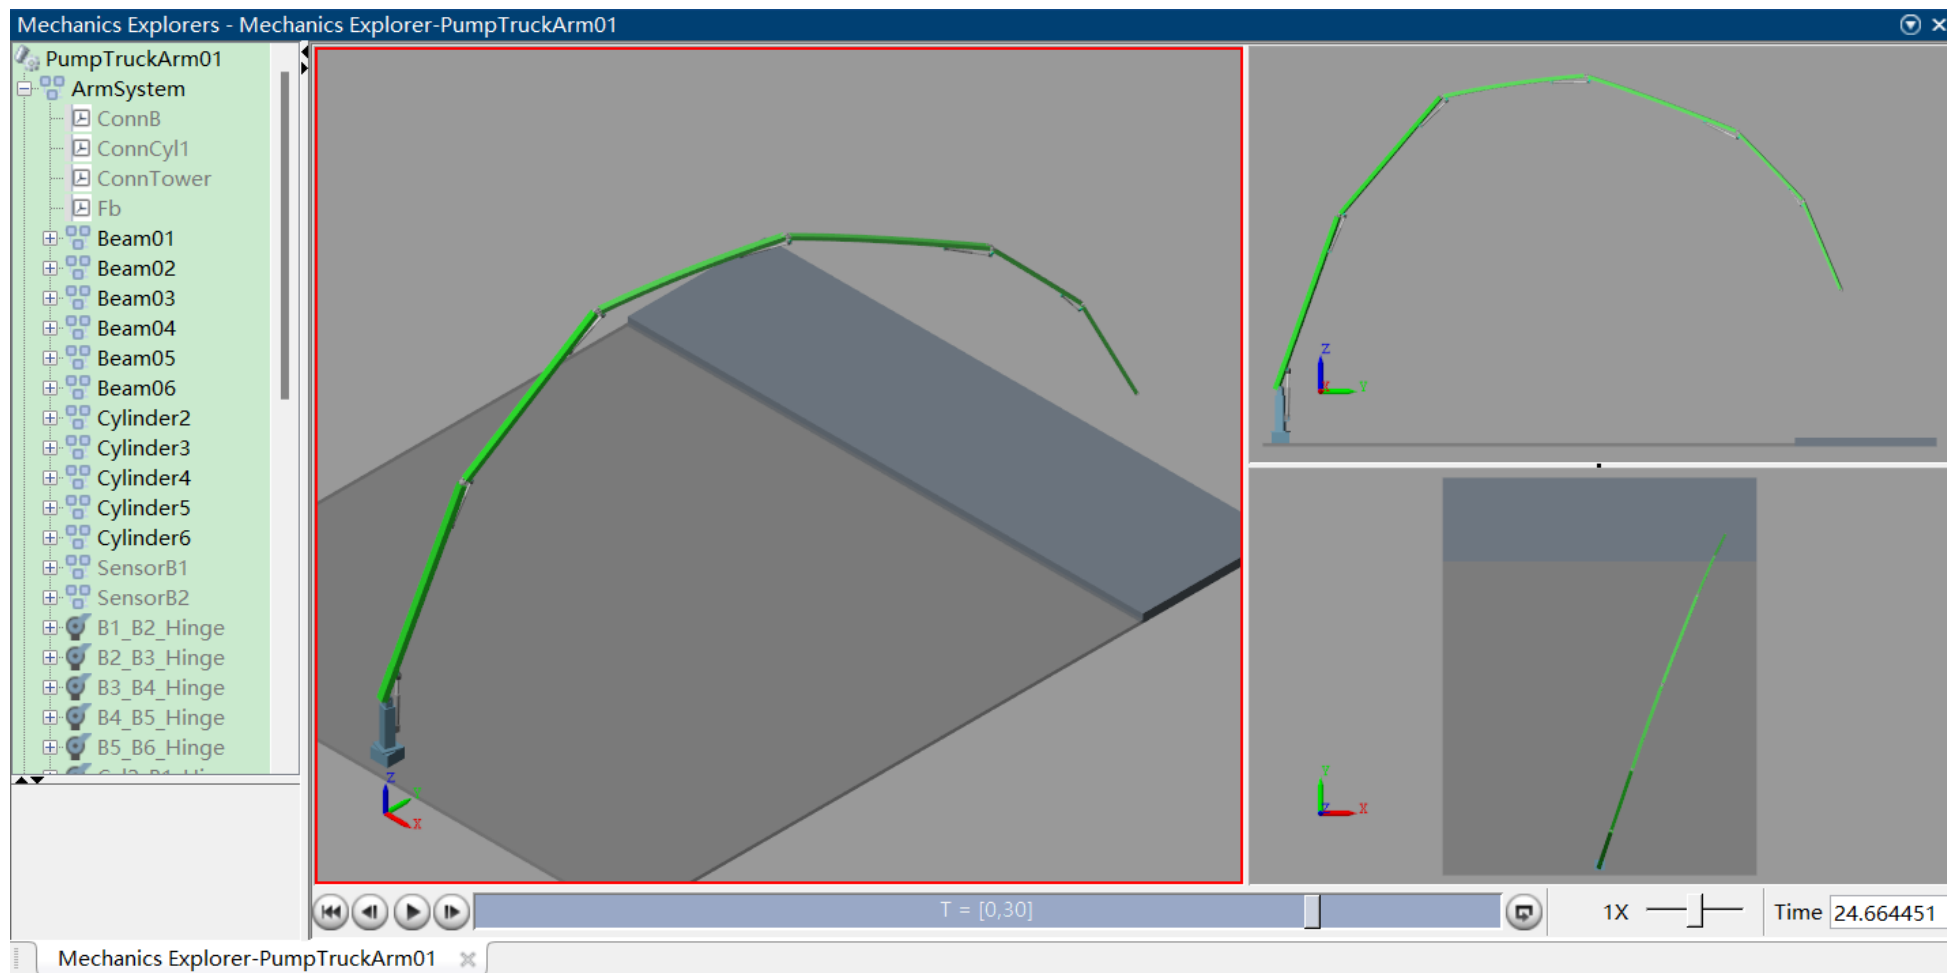 Mechanics Explorers - Mechanics Explorer-PumpTruckArm01
PumpTruckArm01
ArmSystem
ConnB
ConnCyl1
ConnTower
Fb
Beam01
Beam02
Beam03
Beam04
Beam05
Beam06
Cylinder2
Cylinder3
Cylinder4
Cylinder5
Cylinder6
SensorB1
SensorB2
B1_B2_Hinge
B2_B3_Hinge
B3_B4_Hinge
B4_B5_Hinge
B5_B6_Hinge
Z
Y
X
Z
X
Y
Y
Z
X
T = [0,30]
1X
Time 24.664451
Mechanics Explorer-PumpTruckArm01